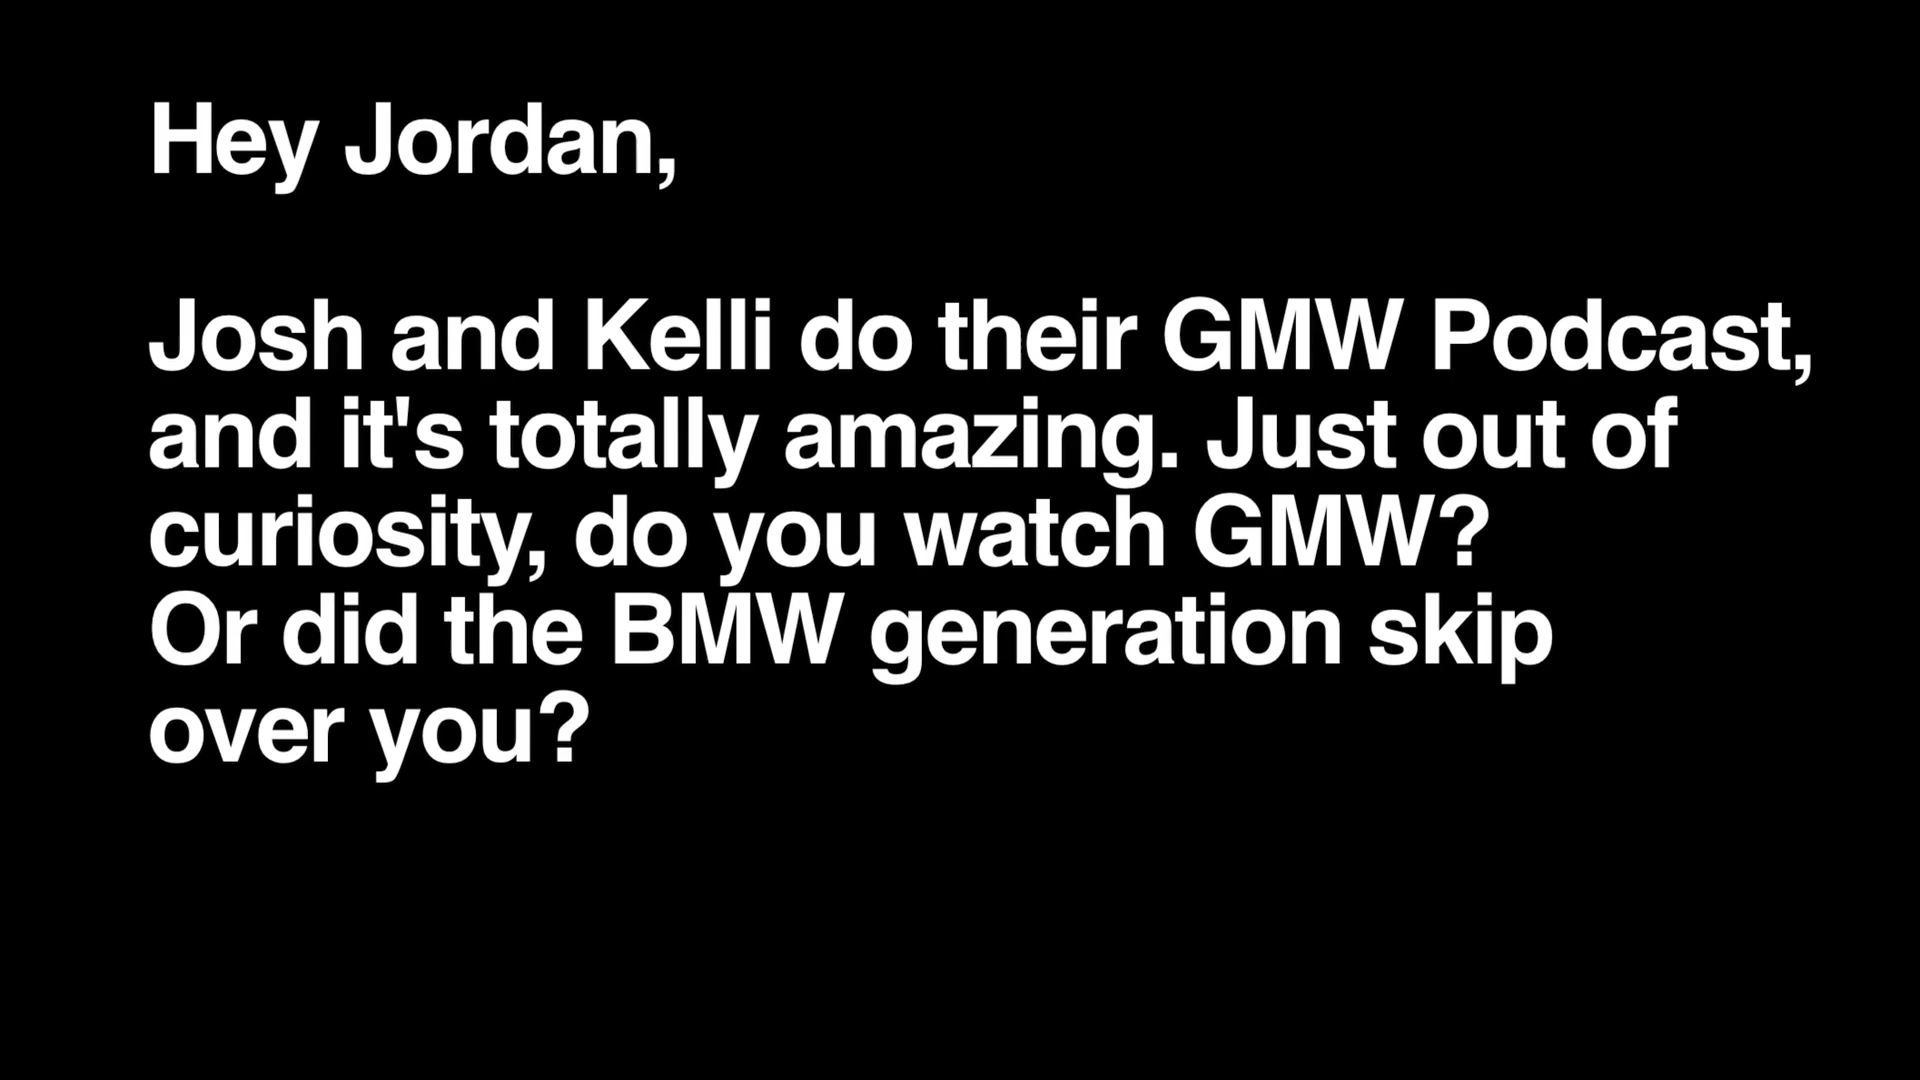 Hey Jordan,
Josh and Kelli do their GMW Podcast,
and it's totally amazing. Just out of
curiosity, do you watch GMW?
Or did the BMW generation skip
over you?